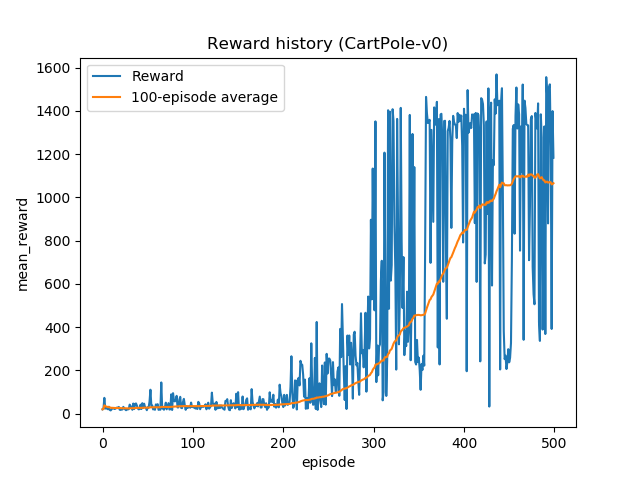 Reward history (CartPole-v0)
Reward
100-episode average
mean_reward
1600
1400
1200
1000
800
600
400
200
0
0 100 200 300 400 500
episode